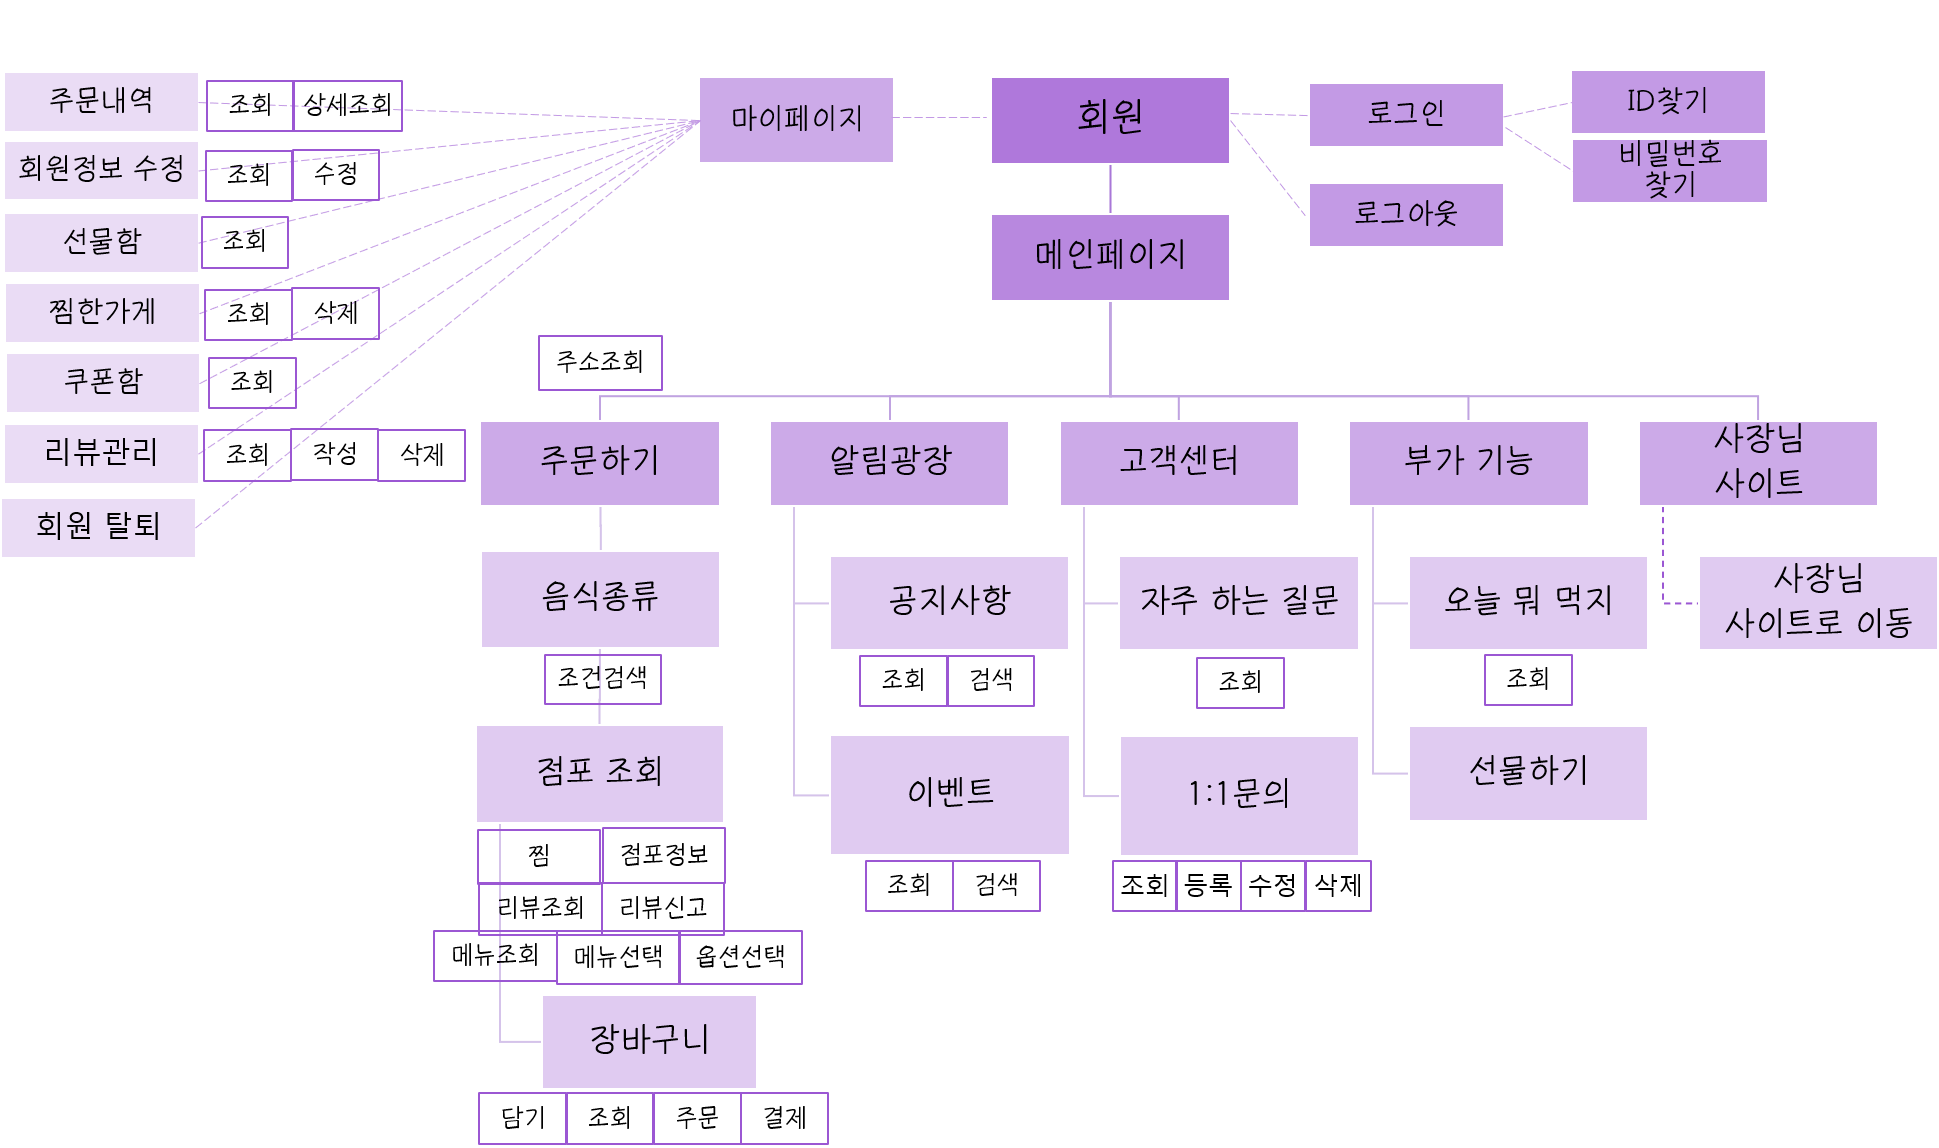 주문내역
조회
상세조회
회원정보 수정
조회
수정
선물함
조회
찜한가게
조회
삭제
쿠폰함
조회
리뷰관리
조회
작성
삭제
회원 탈퇴
마이페이지
회원
로그인
ID찾기
비밀번호
찾기
로그아웃
메인페이지
주소조회
주문하기
음식종류
조건검색
점포 조회
찜
점포정보
리뷰조회
리뷰신고
메뉴조회
메뉴선택
옵션선택
장바구니
담기
조회
주문
결제
알림광장
공지사항
조회
검색
이벤트
조회
검색
고객센터
자주 하는 질문
조회
1:1문의
조회
등록
수정
삭제
부가 기능
오늘 뭐 먹지
조회
선물하기
사장님
사이트
사장님
사이트로 이동